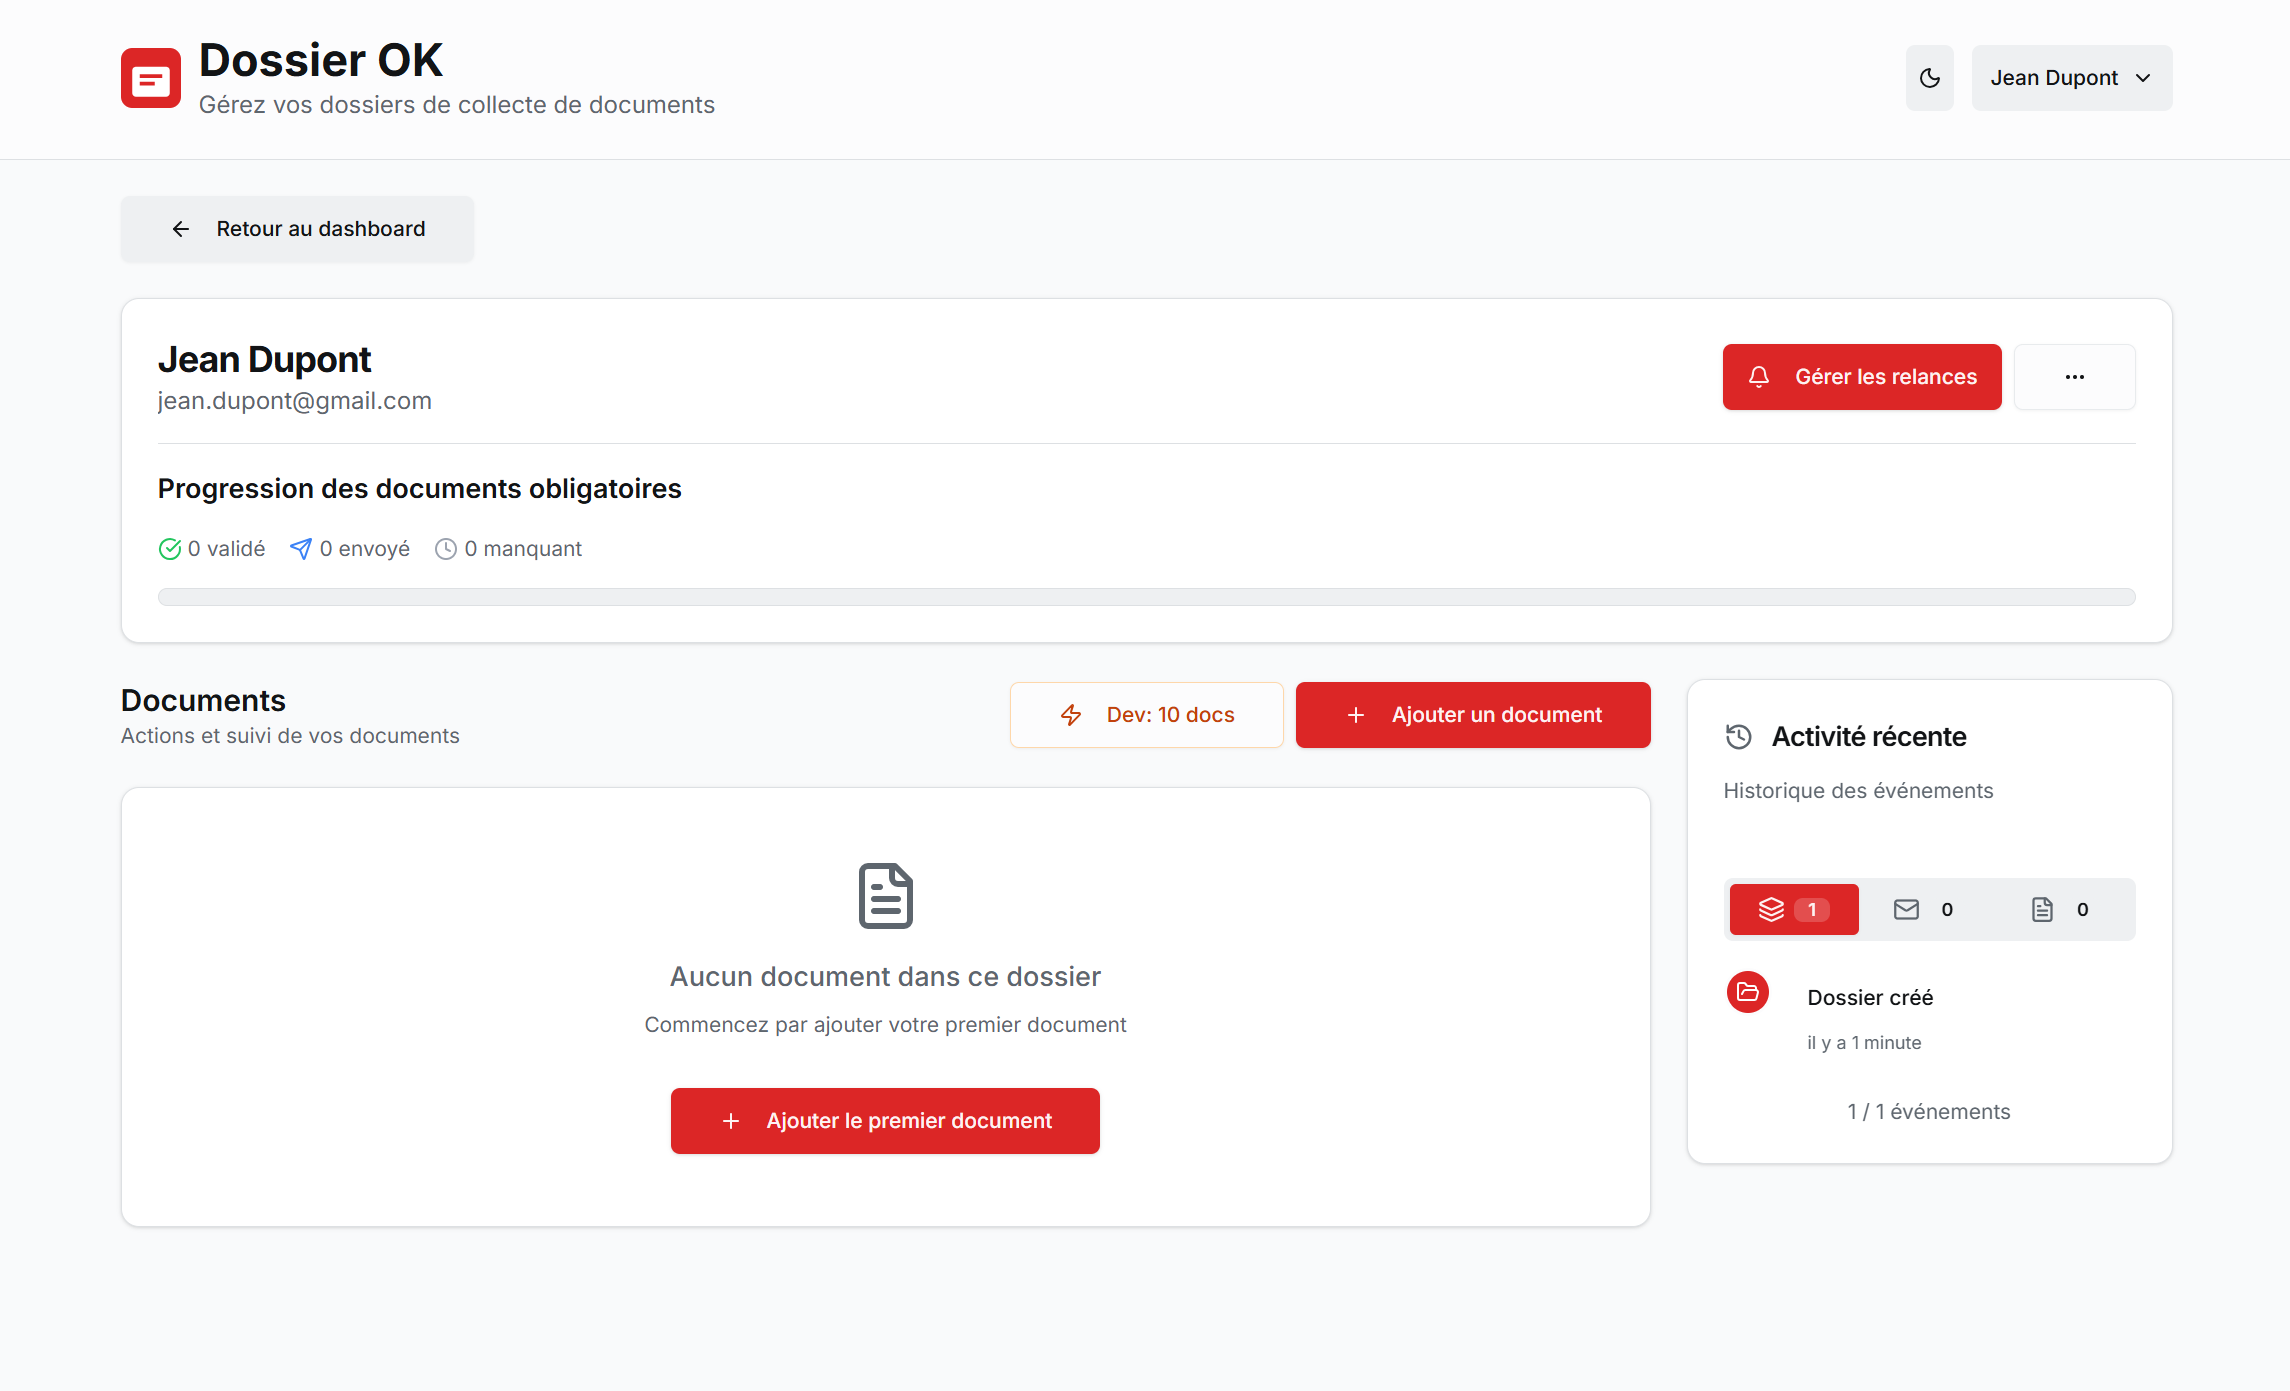 Dossier OK
Gérez vos dossiers de collecte de documents
Jean Dupont
Retour au dashboard
Jean Dupont
jean.dupont@gmail.com
Gérer les relances
...
Progression des documents obligatoires
0 validé 0 envoyé 0 manquant
Documents
Actions et suivi de vos documents
Dev: 10 docs
Ajouter un document
Aucun document dans ce dossier
Commencez par ajouter votre premier document
Ajouter le premier document
Activité récente
Historique des événements
1 0 0
Dossier créé
il y a 1 minute
1 / 1 événements